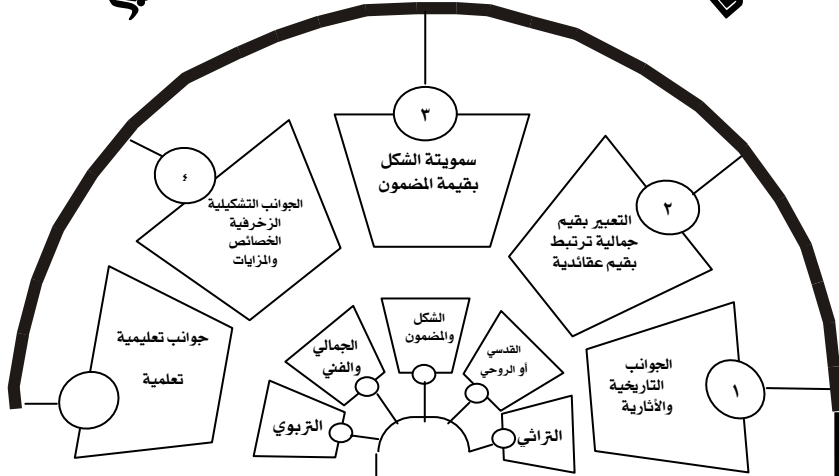 ٣
سمويتة الشكل
بقيمة المضمون
٢
التعبير بقيم
جمالية ترتبط
بقيم عقائدية
١
الجوانب
التاريخية
والأثارية
٤
الجوانب التشكيلية
الزخرفية
الخصائص
والمزايات
جوانب تعليمية
تعلمية
التراثي
القدسي
أو الروحي
الشكل
والمضمون
الجمالي
والفني
التربوي